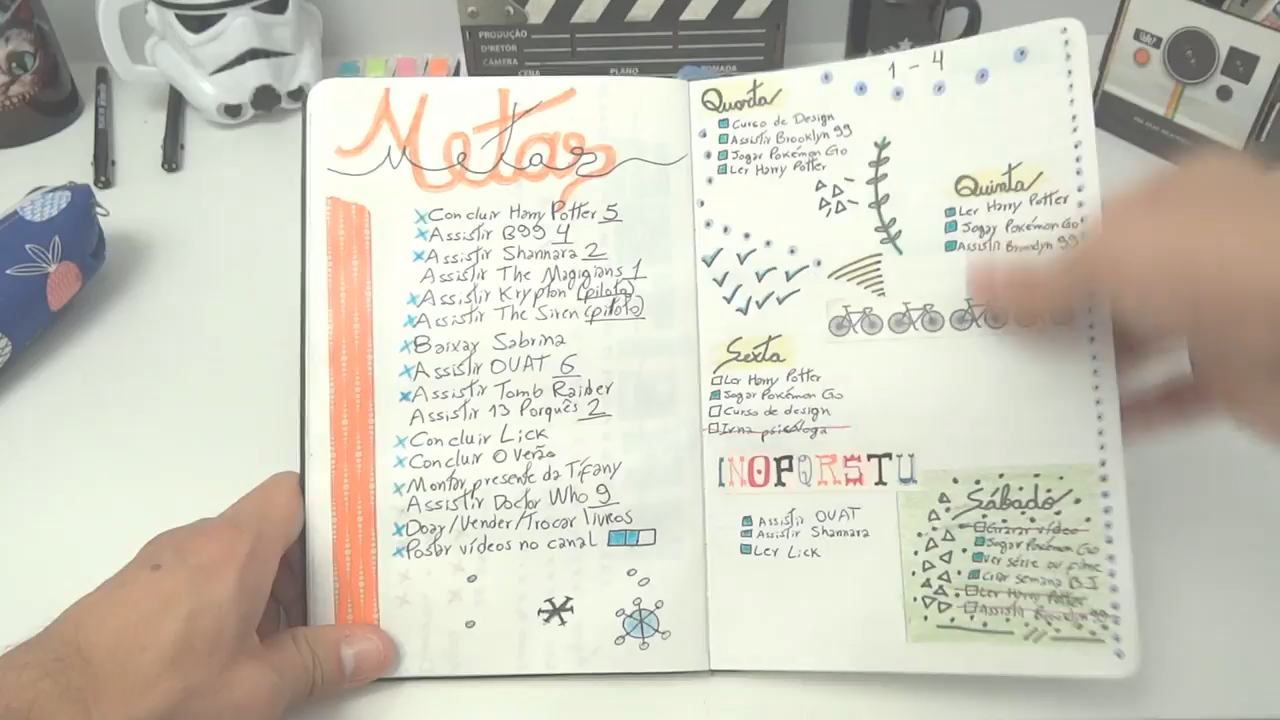 PRODUÇÃO
DIRETOR
CÂMERA
CENA PLANO TOMADA
Metas
Metas
Concluir Harry Potter 5
Assistir B99 4
Assistir Shannara 2
Assistir The Magigians 1
Assistir Krypton (piloto)
Assistir The Siren (piloto)
Baixar Sabrina
Assistir OUAT 6
Assistir Tomb Raider
Assistir 13 Porquês 2
Concluir Lick
Concluir O Verão
Montar presente da Tifany
Assistir Doctor Who 9
Doar/Vender/Trocar livros
Postar vídeos no canal
1 - 4
Quarta
Curso de Design
Assistir Brooklyn 99
Jogar Pokémon Go
Ler Harry Potter
Quinta
Ler Harry Potter
Jogar Pokémon Go
Assistir Brooklyn 99
Sexta
Ler Harry Potter
Jogar Pokémon Go
Curso de design
Ir na psicóloga
NOPQRSTU
Assistir OUAT
Assistir Shannara
Ler Lick
Sábado
Gravar vídeo
Jogar Pokémon Go
Ver série ou filme
Criar semana BJ
Ler Harry Potter
Assistir Brooklyn 99